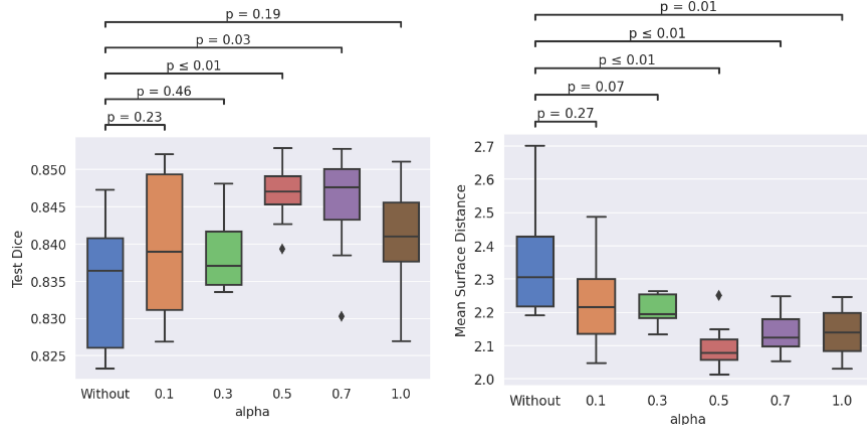 p = 0.19
p = 0.03
p ≤ 0.01
p = 0.46
p = 0.23
0.850
0.845
0.840
0.835
0.830
0.825
Test Dice
Without 0.1 0.3 0.5 0.7 1.0
alpha
p = 0.01
p ≤ 0.01
p ≤ 0.01
p = 0.07
p = 0.27
2.7
2.6
2.5
2.4
2.3
2.2
2.1
2.0
Mean Surface Distance
Without 0.1 0.3 0.5 0.7 1.0
alpha